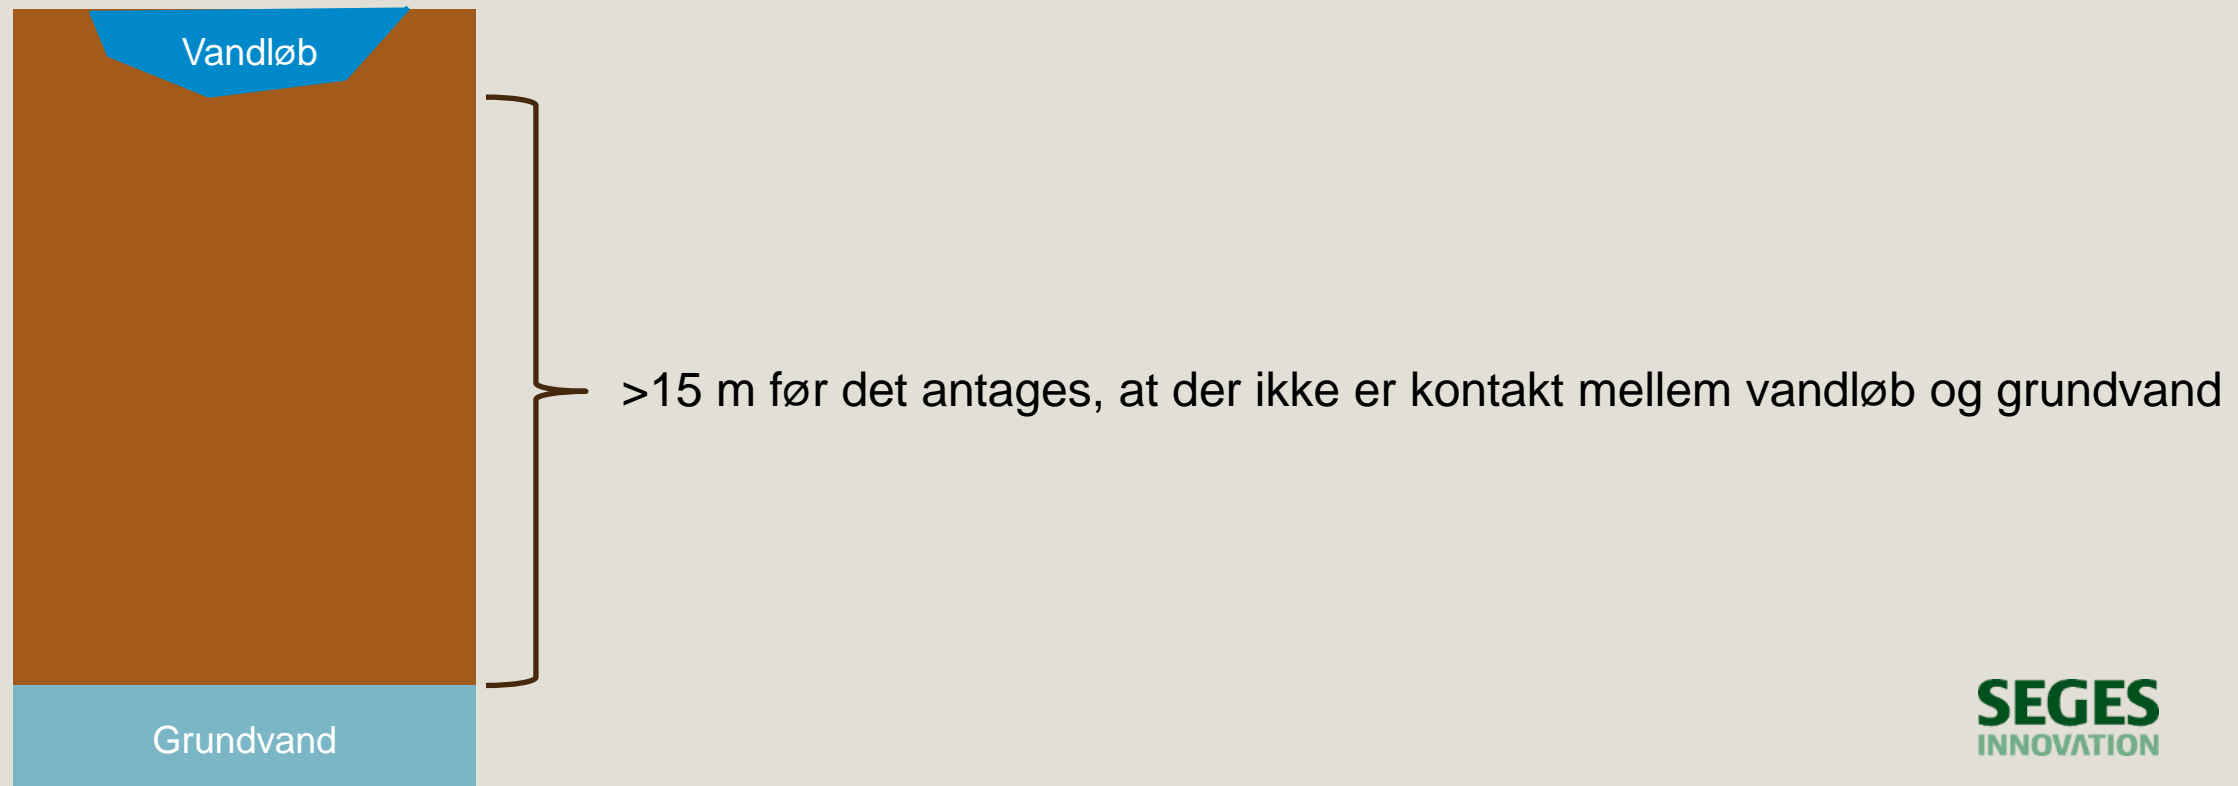 Vandløb
>15 m før det antages, at der ikke er kontakt mellem vandløb og grundvand
Grundvand
SEGES
INNOVATION